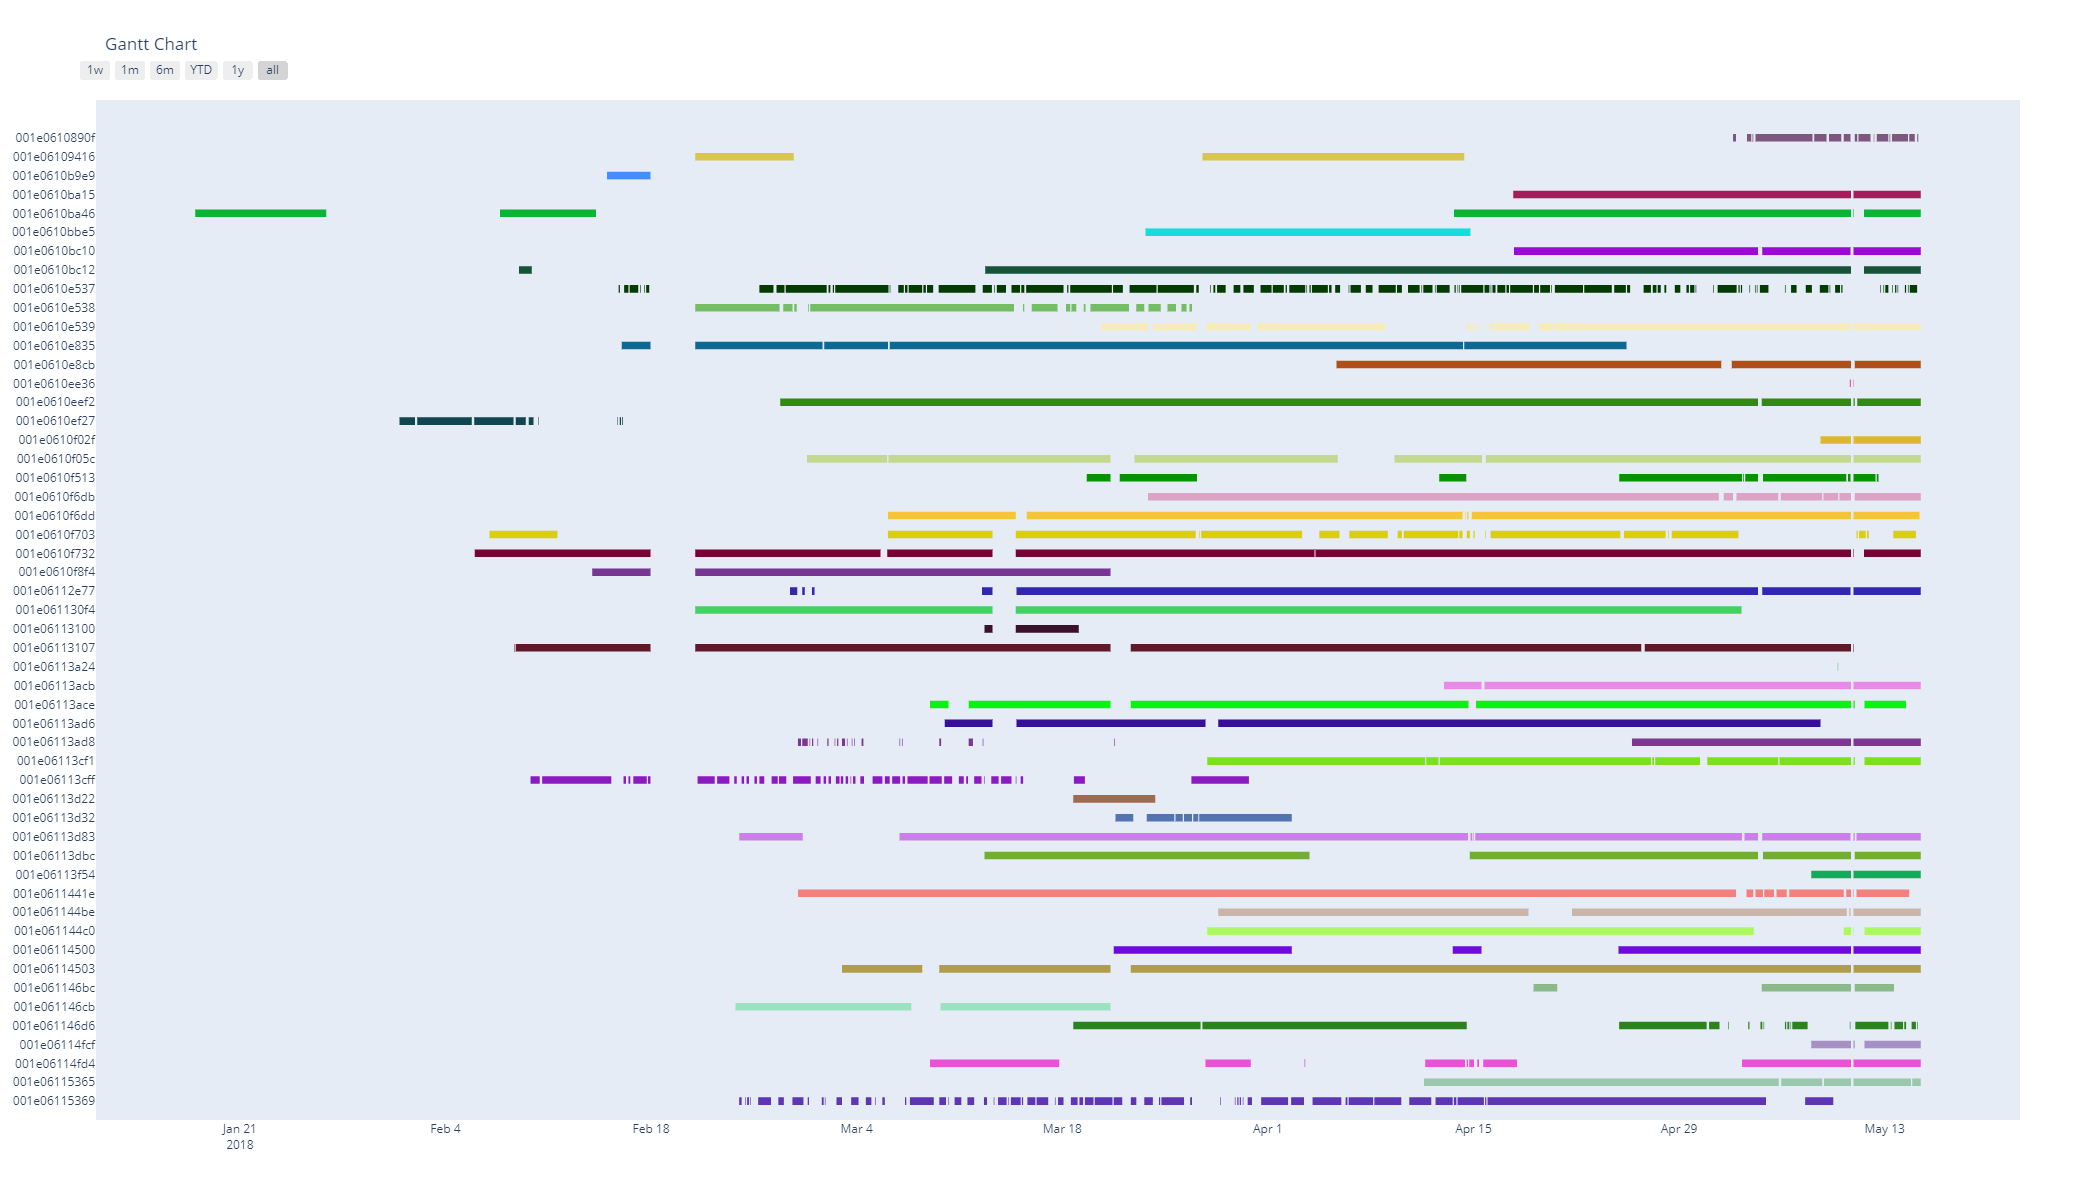 Gantt Chart
1w 1m 6m YTD 1y all
001e0610890f
001e06109416
001e0610b9e9
001e0610ba15
001e0610ba46
001e0610bbe5
001e0610bc10
001e0610bc12
001e0610e537
001e0610e538
001e0610e539
001e0610e835
001e0610e8cb
001e0610ee36
001e0610eef2
001e0610ef27
001e0610f02f
001e0610f05c
001e0610f513
001e0610f6db
001e0610f6dd
001e0610f703
001e0610f732
001e0610f8f4
001e06112e77
001e061130f4
001e06113100
001e06113107
001e06113a24
001e06113acb
001e06113ace
001e06113ad6
001e06113ad8
001e06113cf1
001e06113cff
001e06113d22
001e06113d32
001e06113d83
001e06113dbc
001e06113f54
001e0611441e
001e061144be
001e061144c0
001e06114500
001e06114503
001e061146bc
001e061146cb
001e061146d6
001e06114fcf
001e06114fd4
001e06115365
001e06115369
Jan 21 Feb 4 Feb 18 Mar 4 Mar 18 Apr 1 Apr 15 Apr 29 May 13
2018